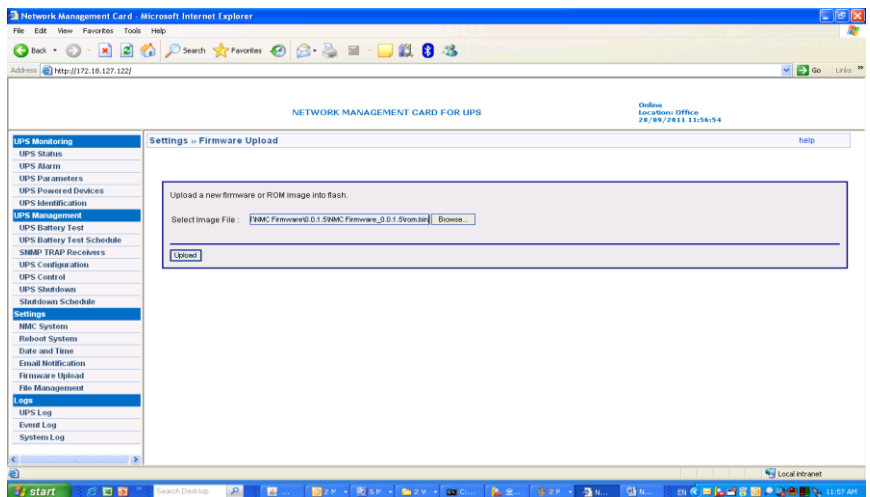 Network Management Card - Microsoft Internet Explorer
File Edit View Favorites Tools Help
Back Search Favorites
Address http://172.18.127.122/ Go Links »
NETWORK MANAGEMENT CARD FOR UPS
Online
Location: Office
28/09/2011 11:56:54
UPS Monitoring
UPS Status
UPS Alarm
UPS Parameters
UPS Powered Devices
UPS Identification
UPS Management
UPS Battery Test
UPS Battery Test Schedule
SNMP TRAP Receivers
UPS Configuration
UPS Control
UPS Shutdown
Shutdown Schedule
Settings
NMC System
Reboot System
Date and Time
Email Notification
Firmware Upload
File Management
Logs
UPS Log
Event Log
System Log
Settings » Firmware Upload help
Upload a new firmware or ROM image into flash.
Select Image File : \NMC Firmware\0.0.1.5\NMC Firmware_0.0.1.5\rom.bin Browse...
Upload
Local intranet
start Search Desktop EN 11:57 AM